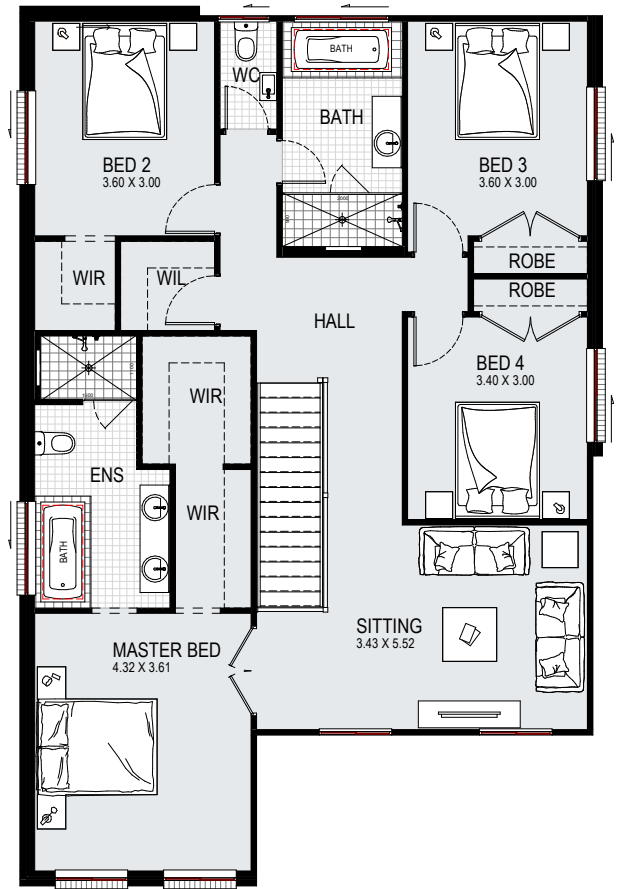 BATH
WC
BATH
BED 2
3.60 X 3.00
BED 3
3.60 X 3.00
2000
900
ROBE
WIR
WIL
ROBE
HALL
BED 4
3.40 X 3.00
WIR
ENS
WIR
BATH
SITTING
3.43 X 5.52
MASTER BED
4.32 X 3.61